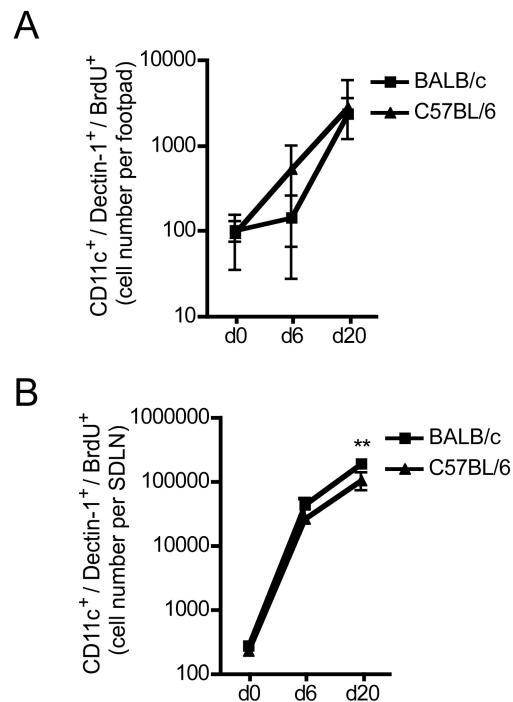 A
CD11c+ / Dectin-1+ / BrdU+
(cell number per footpad)
10000
1000
100
10
d0 d6 d20
BALB/c
C57BL/6
B
CD11c+ / Dectin-1+ / BrdU+
(cell number per SDLN)
1000000
100000
10000
1000
100
d0 d6 d20
**
BALB/c
C57BL/6